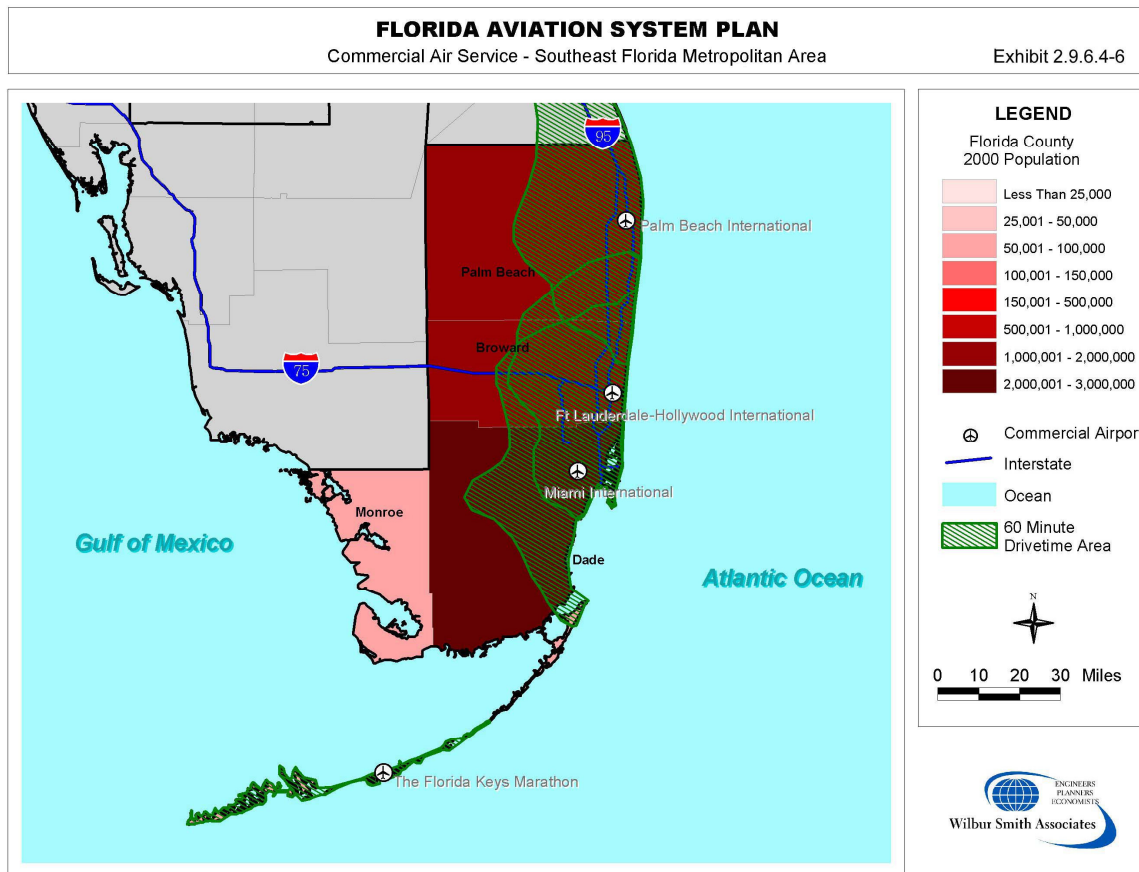 FLORIDA AVIATION SYSTEM PLAN
Commercial Air Service - Southeast Florida Metropolitan Area
Exhibit 2.9.6.4-6
95
Palm Beach International
Palm Beach
Broward
75
Ft Lauderdale-Hollywood International
Miami International
Monroe
Gulf of Mexico
Dade
Atlantic Ocean
The Florida Keys Marathon
LEGEND
Florida County
2000 Population
Less Than 25,000
25,001 - 50,000
50,001 - 100,000
100,001 - 150,000
150,001 - 500,000
500,001 - 1,000,000
1,000,001 - 2,000,000
2,000,001 - 3,000,000
Commercial Airport
Interstate
Ocean
60 Minute
Drivetime Area
N
0 10 20 30 Miles
ENGINEERS
PLANNERS
ECONOMISTS
Wilbur Smith Associates